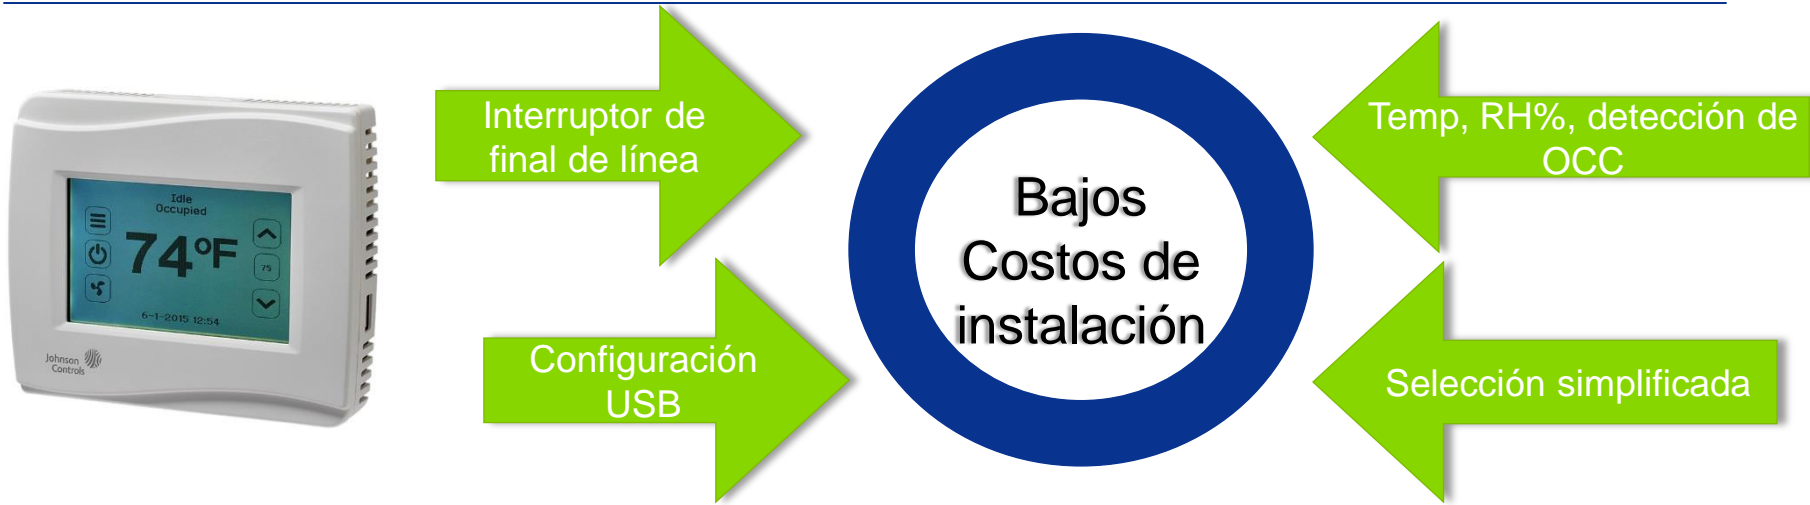 Idle
Occupied
74°F
75
6-1-2015 12:54
Johnson
Controls
Interruptor de
final de línea
Configuración
USB
Bajos
Costos de
instalación
Temp, RH%, detección de
OCC
Selección simplificada